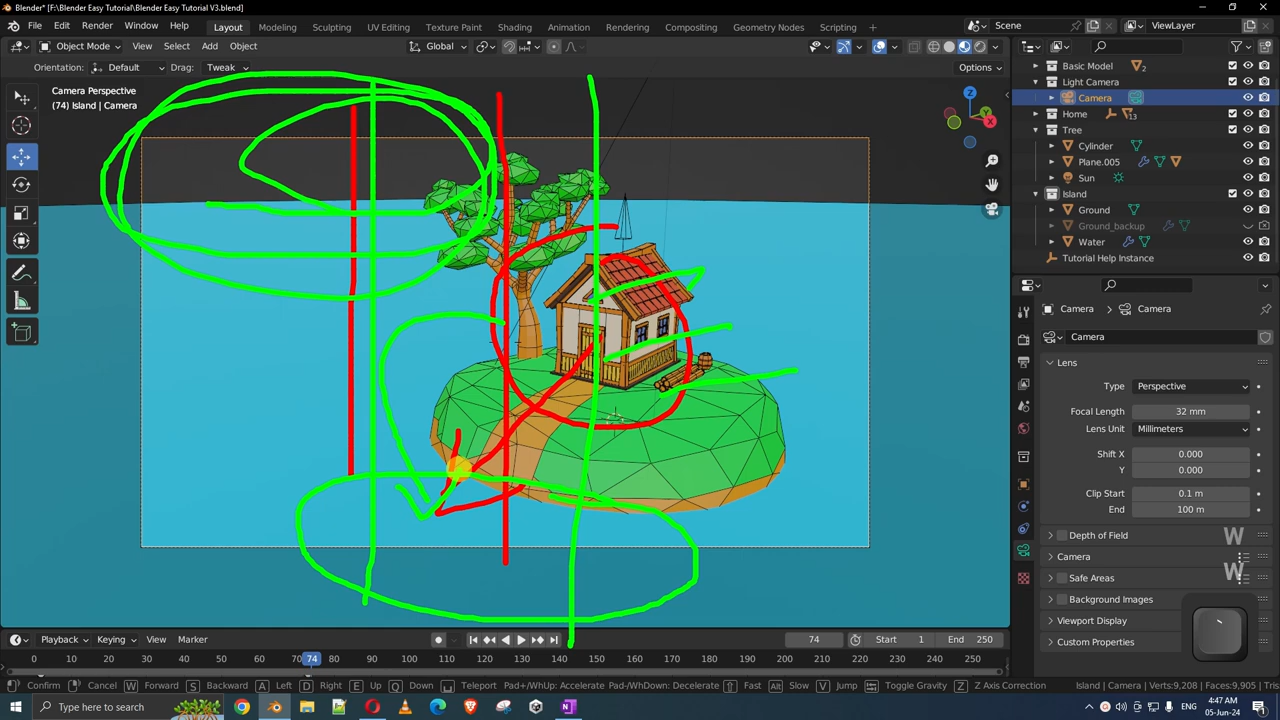 Blender* [F:\Blender Easy Tutorial\Blender Easy Tutorial V3.blend]
File Edit Render Window Help Layout Modeling Sculpting UV Editing Texture Paint Shading Animation Rendering Compositing Geometry Nodes Scripting Scene ViewLayer
Object Mode View Select Add Object Global
Orientation: Default Drag: Tweak Options
Camera Perspective
(74) Island | Camera
Z
Y
X
Basic Model 2
Light Camera
Camera
Home 13
Tree
Cylinder
Plane.005
Sun
Island
Ground
Ground_backup
Water
Tutorial Help Instance
Camera Camera
Camera
Lens
Type Perspective
Focal Length 32 mm
Lens Unit Millimeters
Shift X 0.000
Y 0.000
Clip Start 0.1 m
End 100 m
Depth of Field
Camera
Safe Areas
Background Images
Viewport Display
Custom Properties
W
W
Playback Keying View Marker 74 Start 1 End 250
0 10 20 30 40 50 60 70 74 80 90 100 110 120 130 140 150 160 170 180 190 200 210 220 230 240 250
Confirm Cancel W Forward S Backward A Left D Right E Up Q Down Teleport Pad+/WhUp: Accelerate Pad-/WhDown: Decelerate Fast Alt Slow V Jump Toggle Gravity Z Z Axis Correction Island | Camera | Verts:9,208 | Faces:9,905 | Tris
Type here to search
4:47 AM
05-Jun-24